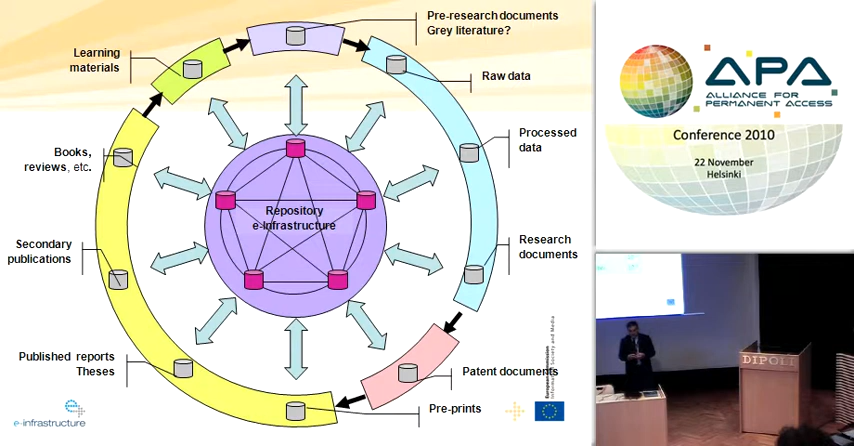 Pre-research documents
Grey literature?
Learning
materials
Raw data
Processed
data
Books,
reviews, etc.
Repository
e-Infrastructure
Secondary
publications
Research
documents
Published reports
Theses
Patent documents
Pre-prints
e-infrastructure
European Commission
Information Society and Media
APA
ALLIANCE FOR
PERMANENT ACCESS
Conference 2010
22 November
Helsinki
DIPOLI